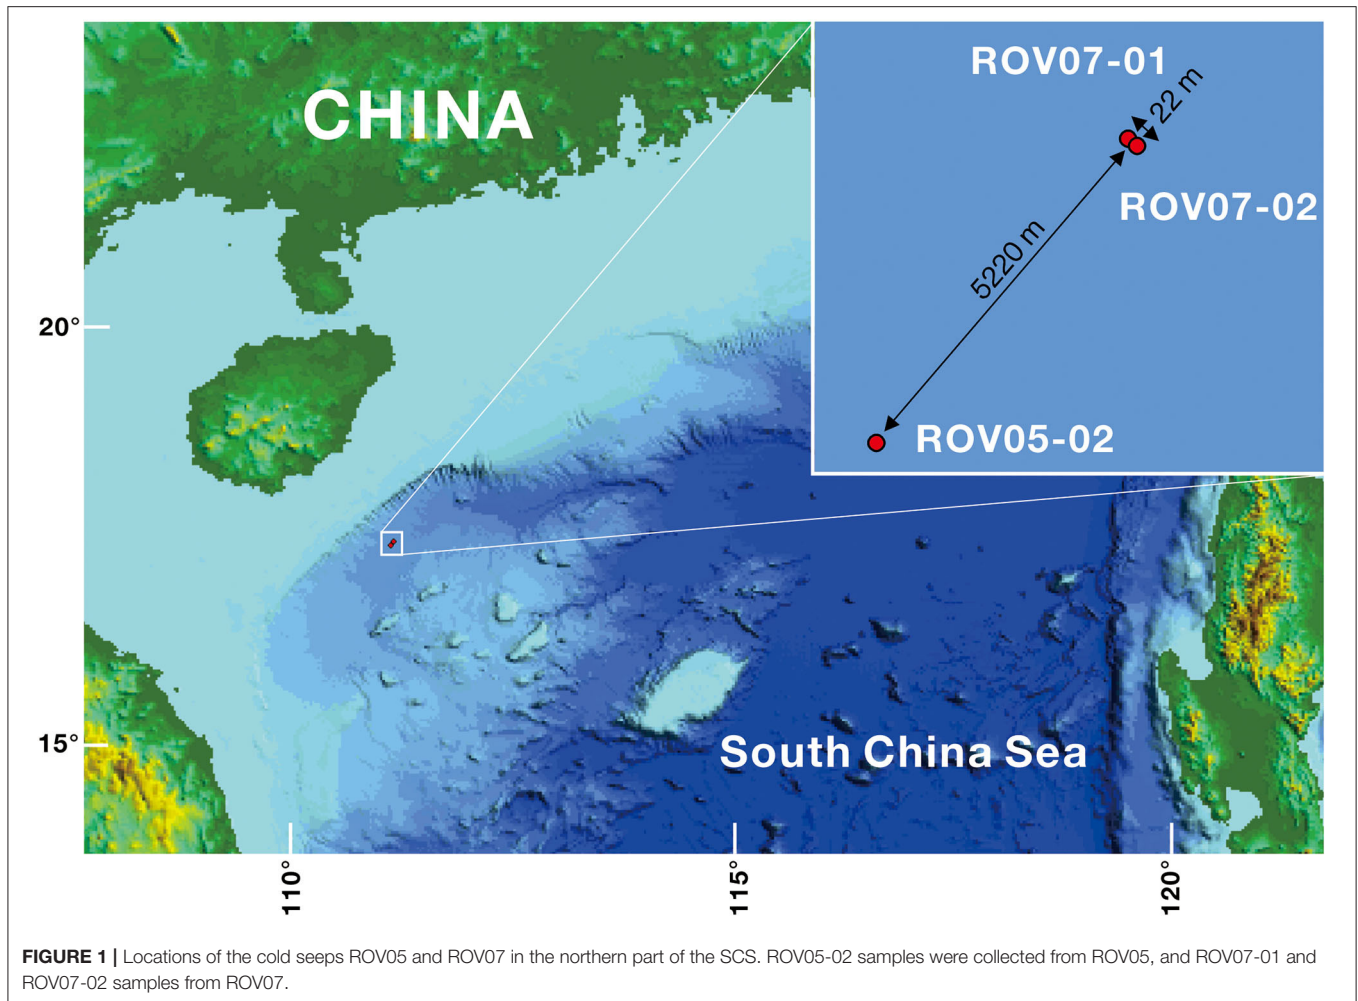 ROV07-01
CHINA
22 m
ROV07-02
5220 m
20°
ROV05-02
15°
South China Sea
110°
115°
120°
FIGURE 1 | Locations of the cold seeps ROV05 and ROV07 in the northern part of the SCS. ROV05-02 samples were collected from ROV05, and ROV07-01 and
ROV07-02 samples from ROV07.